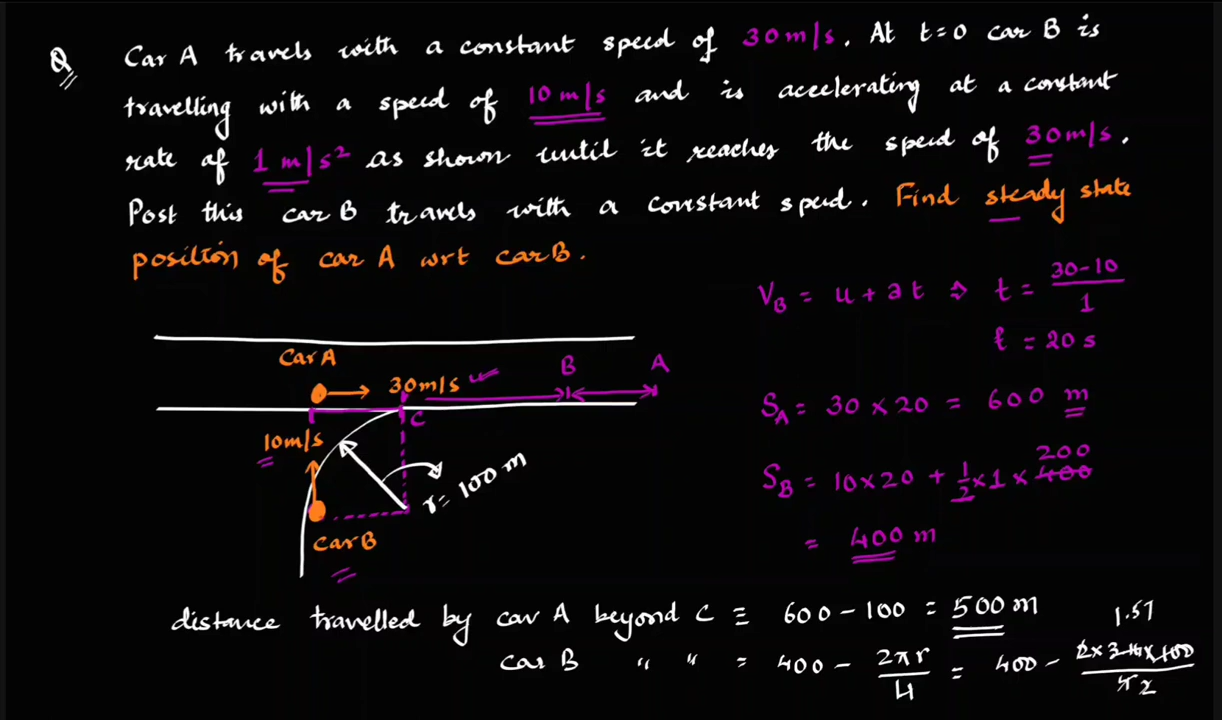 Q Car A travels with a constant speed of 30 m/s. At t=0 car B is
travelling with a speed of 10 m/s and is accelerating at a constant
rate of 1 m/s² as shown until it reaches the speed of 30 m/s.
Post this car B travels with a constant speed. Find steady state
position of car A wrt car B.
V_B = u + at ⇒ t = (30-10)/1
t = 20 s
Car A
30 m/s
B
A
C
10 m/s
r = 100 m
Car B
S_A = 30 × 20 = 600 m
S_B = 10×20 + 1/2 × 1 × 400 200
= 400 m
distance travelled by car A beyond C ≡ 600 - 100 = 500 m
car B " " = 400 - 2πr/4 = 400 - 2×3.14×100/4 2
1.57